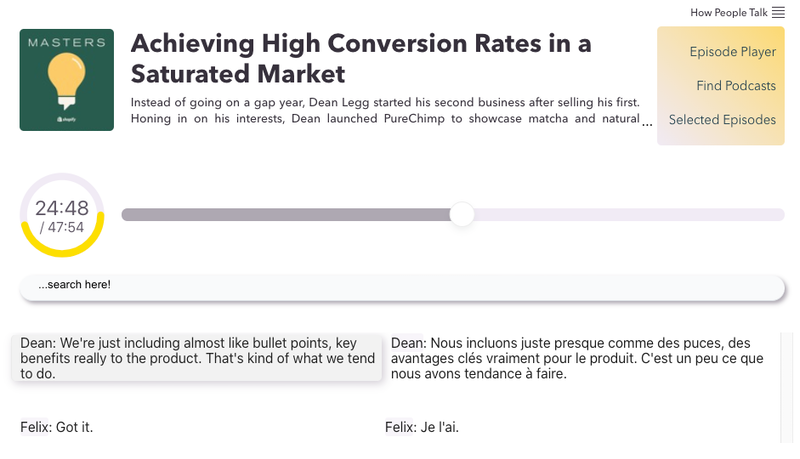 How People Talk
MASTERS
shopify
Achieving High Conversion Rates in a
Saturated Market
Instead of going on a gap year, Dean Legg started his second business after selling his first.
Honing in on his interests, Dean launched PureChimp to showcase matcha and natural ...
Episode Player
Find Podcasts
Selected Episodes
24:48
/ 47:54
...search here!
Dean: We're just including almost like bullet points, key
benefits really to the product. That's kind of what we tend
to do.
Dean: Nous incluons juste presque comme des puces, des
avantages clés vraiment pour le produit. C'est un peu ce que
nous avons tendance à faire.
Felix: Got it.
Felix: Je l'ai.